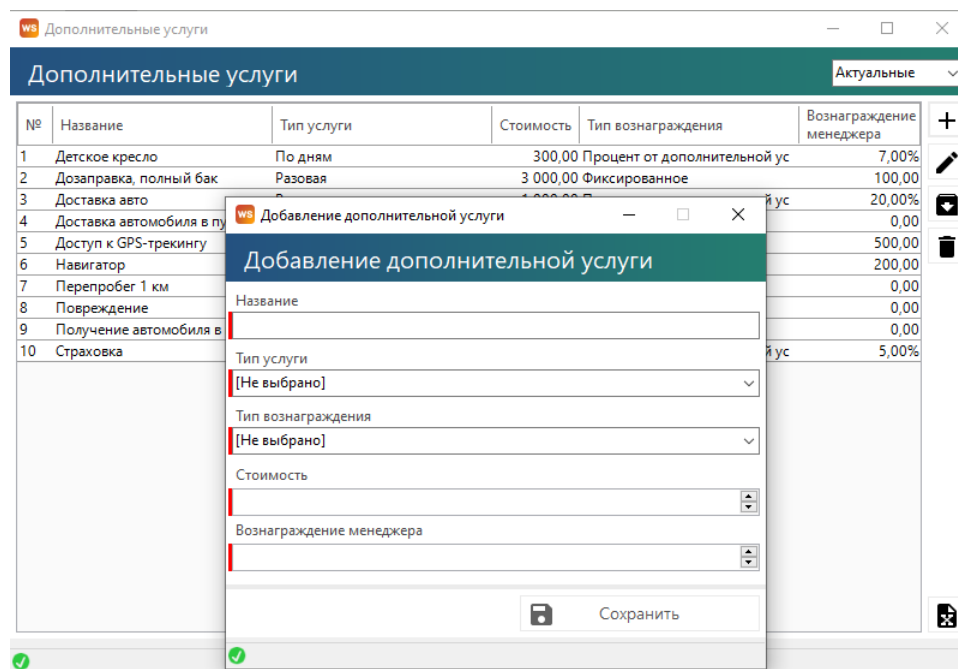 ws Дополнительные услуги
Дополнительные услуги Актуальные
№ Название Тип услуги Стоимость Тип вознаграждения Вознаграждение менеджера
1 Детское кресло По дням 300,00 Процент от дополнительной ус 7,00%
2 Дозаправка, полный бак Разовая 3 000,00 Фиксированное 100,00
3 Доставка авто й ус 20,00%
4 Доставка автомобиля в пу 0,00
5 Доступ к GPS-трекингу 500,00
6 Навигатор 200,00
7 Перепробег 1 км 0,00
8 Повреждение 0,00
9 Получение автомобиля в 0,00
10 Страховка й ус 5,00%
ws Добавление дополнительной услуги
Добавление дополнительной услуги
Название
Тип услуги
[Не выбрано]
Тип вознаграждения
[Не выбрано]
Стоимость
Вознаграждение менеджера
Сохранить